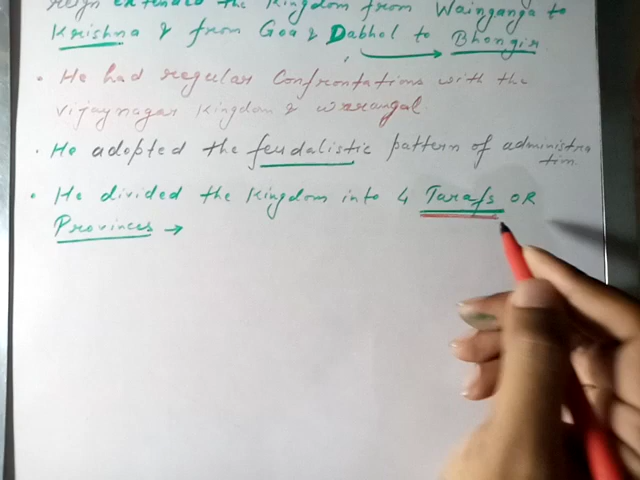 reign extended the Kingdom from Wainganga to
Krishna & from Goa & Dabhol to Bhongir
• He had regular Confrontations with the
Vijaynagar Kingdom & Warangal.
• He adopted the feudalistic pattern of administra
tion.
• He divided the Kingdom into 4 Tarafs OR
Provinces →